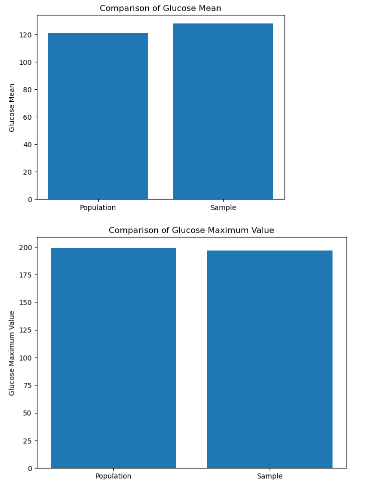 Comparison of Glucose Mean
120
100
80
60
40
20
0
Glucose Mean
Population Sample
Comparison of Glucose Maximum Value
200
175
150
125
100
75
50
25
0
Glucose Maximum Value
Population Sample